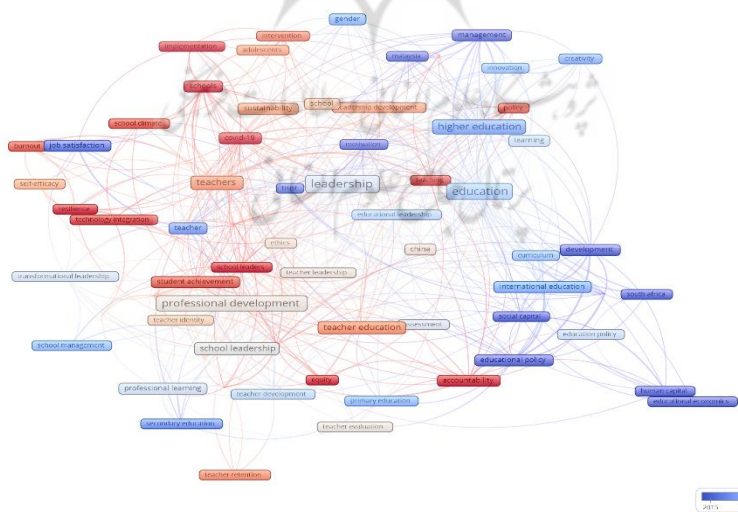 gender
management
intervention
implementation
adolescents
malaysia
creativity
innovation
schools
school
leadership development
sustainability
policy
school climate
higher education
covid-19
learning
burnout
job satisfaction
motivation
teachers
trust
leadership
teaching
education
self-efficacy
resilience
educational leadership
technology integration
teacher
ethics
china
development
curriculum
school leaders
teacher leadership
transformational leadership
student achievement
international education
south africa
professional development
social capital
teacher identity
teacher education
assessment
education policy
school management
school leadership
educational policy
equity
accountability
professional learning
teacher development
primary education
human capital
educational economics
secondary education
teacher evaluation
teacher retention
2015